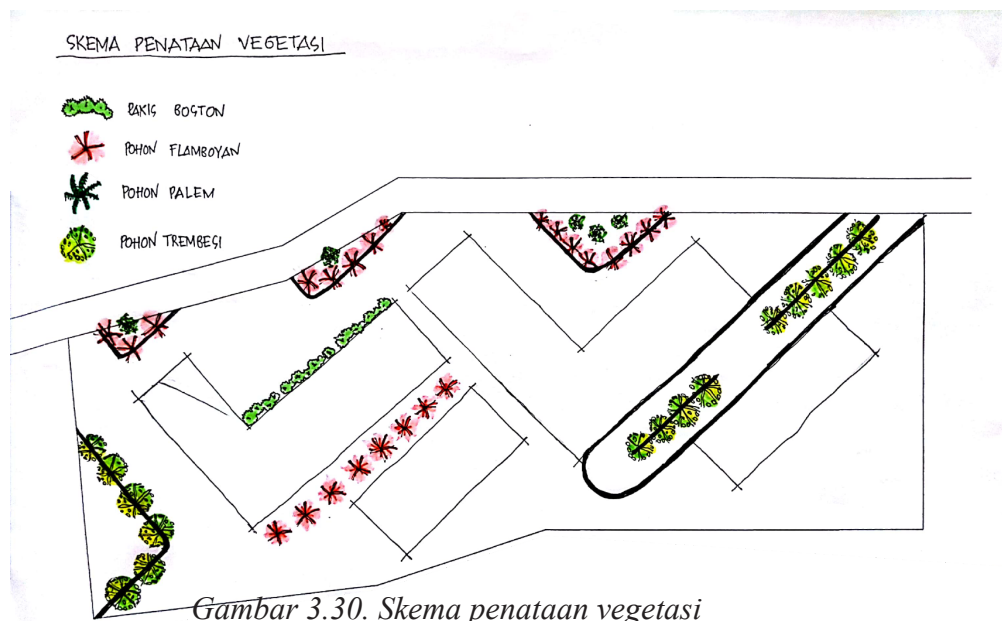 SKEMA PENATAAN VEGETASI
PAKIS BOSTON
POHON FLAMBOYAN
POHON PALEM
POHON TREMBESI
Gambar 3.30. Skema penataan vegetasi